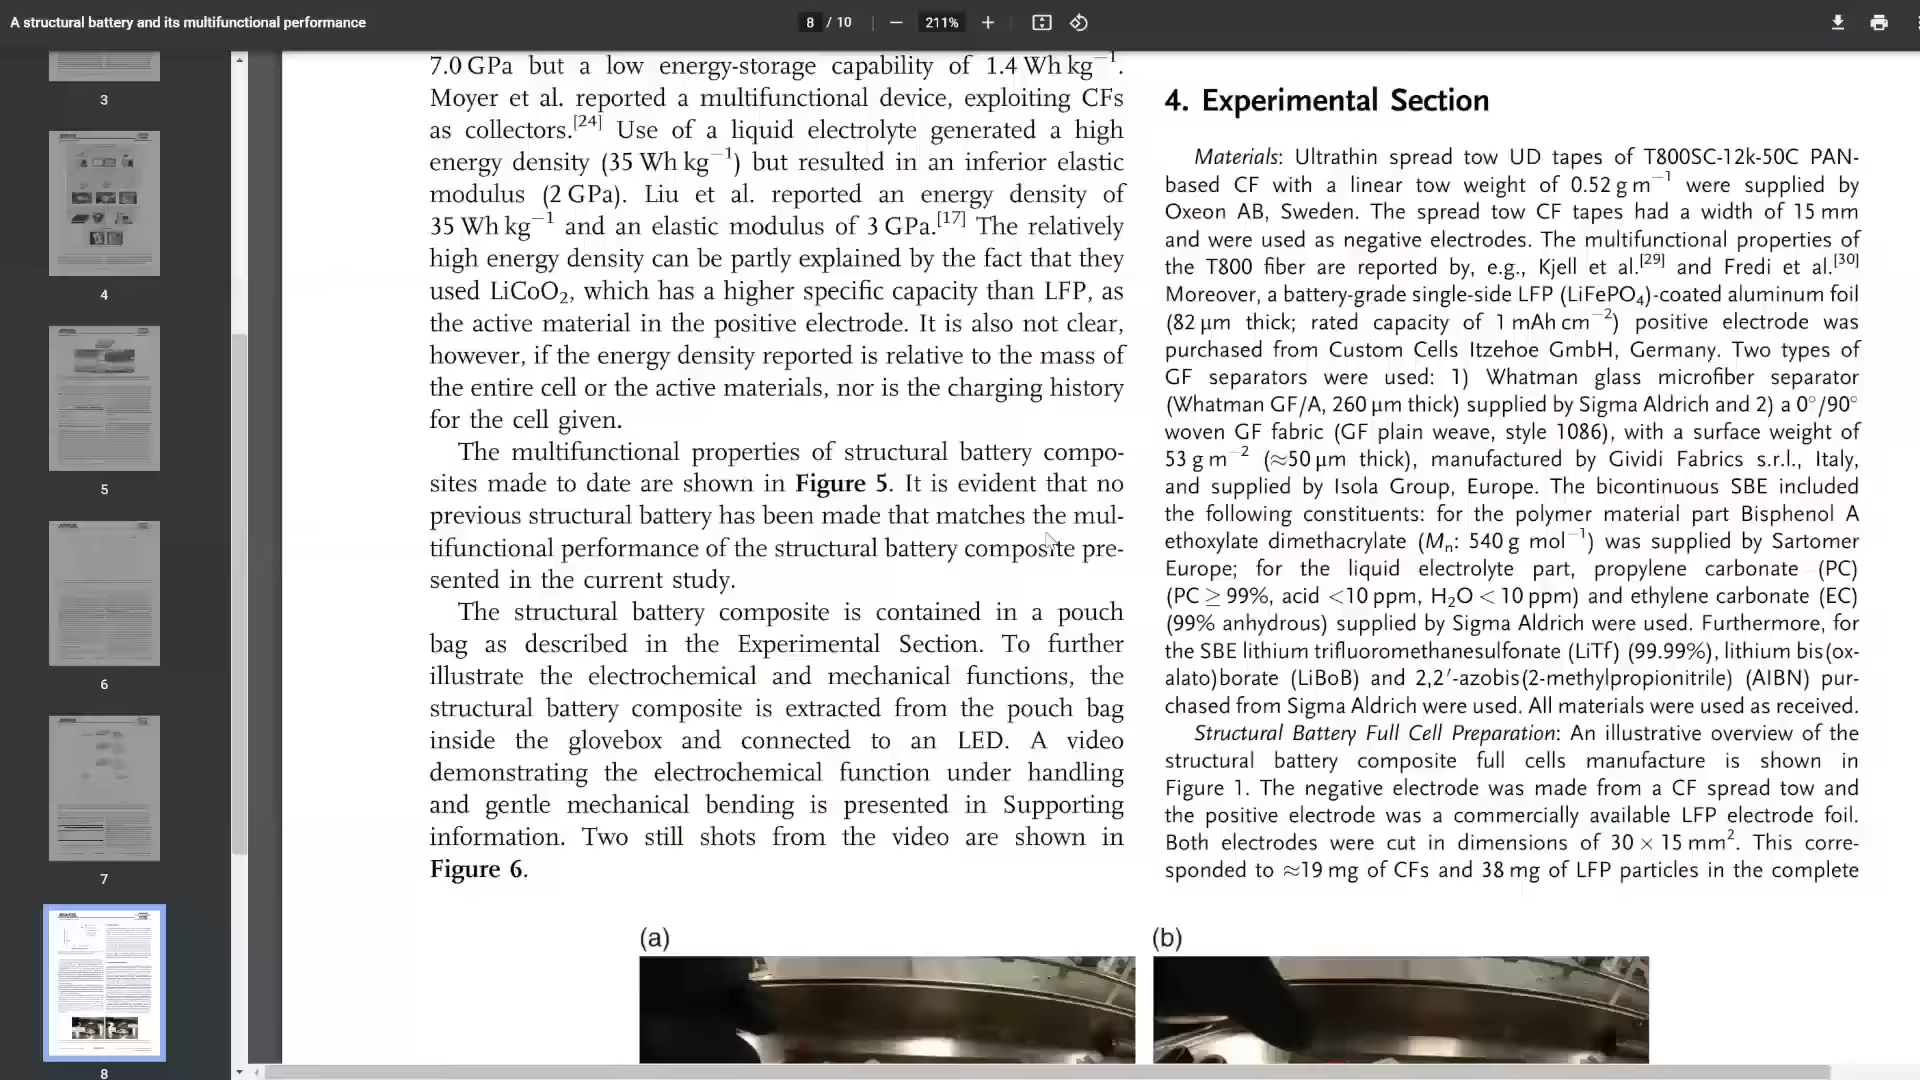 A structural battery and its multifunctional performance
8 / 10
211%
3
4
5
6
7
8
7.0 GPa but a low energy-storage capability of 1.4 Wh kg⁻¹.
Moyer et al. reported a multifunctional device, exploiting CFs
as collectors.[24] Use of a liquid electrolyte generated a high
energy density (35 Wh kg⁻¹) but resulted in an inferior elastic
modulus (2 GPa). Liu et al. reported an energy density of
35 Wh kg⁻¹ and an elastic modulus of 3 GPa.[17] The relatively
high energy density can be partly explained by the fact that they
used LiCoO₂, which has a higher specific capacity than LFP, as
the active material in the positive electrode. It is also not clear,
however, if the energy density reported is relative to the mass of
the entire cell or the active materials, nor is the charging history
for the cell given.
The multifunctional properties of structural battery compo-
sites made to date are shown in Figure 5. It is evident that no
previous structural battery has been made that matches the mul-
tifunctional performance of the structural battery composite pre-
sented in the current study.
The structural battery composite is contained in a pouch
bag as described in the Experimental Section. To further
illustrate the electrochemical and mechanical functions, the
structural battery composite is extracted from the pouch bag
inside the glovebox and connected to an LED. A video
demonstrating the electrochemical function under handling
and gentle mechanical bending is presented in Supporting
information. Two still shots from the video are shown in
Figure 6.
4. Experimental Section
Materials: Ultrathin spread tow UD tapes of T800SC-12k-50C PAN-
based CF with a linear tow weight of 0.52 g m⁻¹ were supplied by
Oxeon AB, Sweden. The spread tow CF tapes had a width of 15 mm
and were used as negative electrodes. The multifunctional properties of
the T800 fiber are reported by, e.g., Kjell et al.[29] and Fredi et al.[30]
Moreover, a battery-grade single-side LFP (LiFePO₄)-coated aluminum foil
(82 μm thick; rated capacity of 1 mAh cm⁻²) positive electrode was
purchased from Custom Cells Itzehoe GmbH, Germany. Two types of
GF separators were used: 1) Whatman glass microfiber separator
(Whatman GF/A, 260 μm thick) supplied by Sigma Aldrich and 2) a 0°/90°
woven GF fabric (GF plain weave, style 1086), with a surface weight of
53 g m⁻² (≈50 μm thick), manufactured by Gividi Fabrics s.r.l., Italy,
and supplied by Isola Group, Europe. The bicontinuous SBE included
the following constituents: for the polymer material part Bisphenol A
ethoxylate dimethacrylate (Mₙ: 540 g mol⁻¹) was supplied by Sartomer
Europe; for the liquid electrolyte part, propylene carbonate (PC)
(PC ≥ 99%, acid <10 ppm, H₂O < 10 ppm) and ethylene carbonate (EC)
(99% anhydrous) supplied by Sigma Aldrich were used. Furthermore, for
the SBE lithium trifluoromethanesulfonate (LiTf) (99.99%), lithium bis(ox-
alato)borate (LiBoB) and 2,2′-azobis(2-methylpropionitrile) (AIBN) pur-
chased from Sigma Aldrich were used. All materials were used as received.
Structural Battery Full Cell Preparation: An illustrative overview of the
structural battery composite full cells manufacture is shown in
Figure 1. The negative electrode was made from a CF spread tow and
the positive electrode was a commercially available LFP electrode foil.
Both electrodes were cut in dimensions of 30 × 15 mm². This corre-
sponded to ≈19 mg of CFs and 38 mg of LFP particles in the complete
(a)
(b)